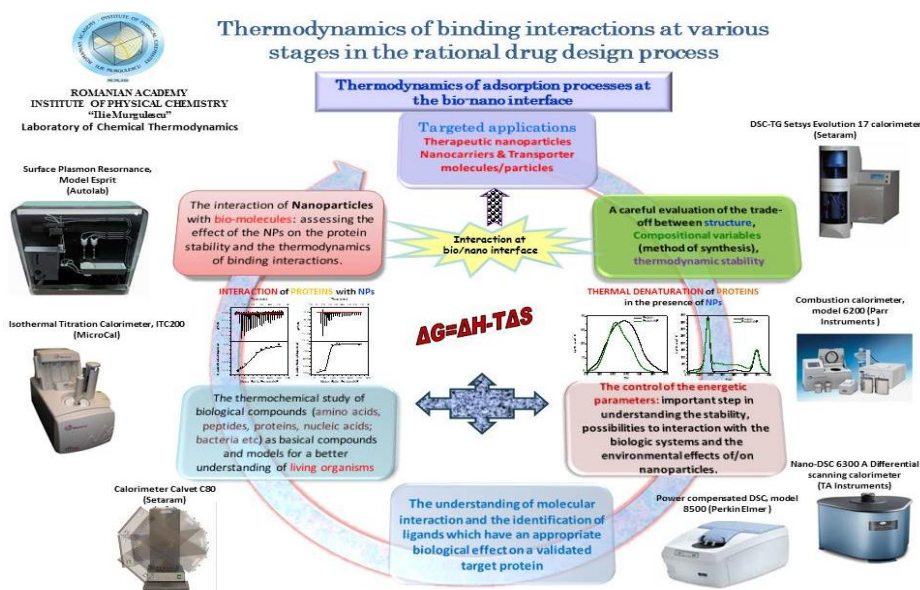 Thermodynamics of binding interactions at various
stages in the rational drug design process
ROMANIAN ACADEMY
INSTITUTE OF PHYSICAL CHEMISTRY
“Ilie Murgulescu”
Laboratory of Chemical Thermodynamics
Thermodynamics of adsorption processes at
the bio-nano interface
Targeted applications
Therapeutic nanoparticles
Nanocarriers & Transporter
molecules/particles
DSC-TG Setsys Evolution 17 calorimeter
(Setaram)
Surface Plasmon Resornance,
Model Esprit
(Autolab)
The interaction of Nanoparticles
with bio-molecules: assessing the
effect of the NPs on the protein
stability and the thermodynamics
of binding interactions.
Interaction at
bio/nano interface
A careful evaluation of the trade-
off between structure,
Compositional variables
(method of synthesis),
thermodynamic stability
INTERACTION of PROTEINS with NPs
THERMAL DENATURATION of PROTEINS
in the presence of NPs
Isothermal Titration Calorimeter, ITC200
(MicroCal)
ΔG=ΔH-TΔS
Combustion calorimeter,
model 6200 (Parr
Instruments )
The thermochemical study of
biological compounds (amino acids,
peptides, proteins, nucleic acids;
bacteria etc) as basical compounds
and models for a better
understanding of living organisms
The control of the energetic
parameters: important step in
understanding the stability,
possibilities to interaction with the
biologic systems and the
environmental effects of/on
nanoparticles.
Calorimeter Calvet C80
(Setaram)
The understanding of molecular
interaction and the identification of
ligands which have an appropriate
biological effect on a validated
target protein
Power compensated DSC, model
8500 (Perkin Elmer)
Nano-DSC 6300 A Differential
scanning calorimeter
(TA Instruments)